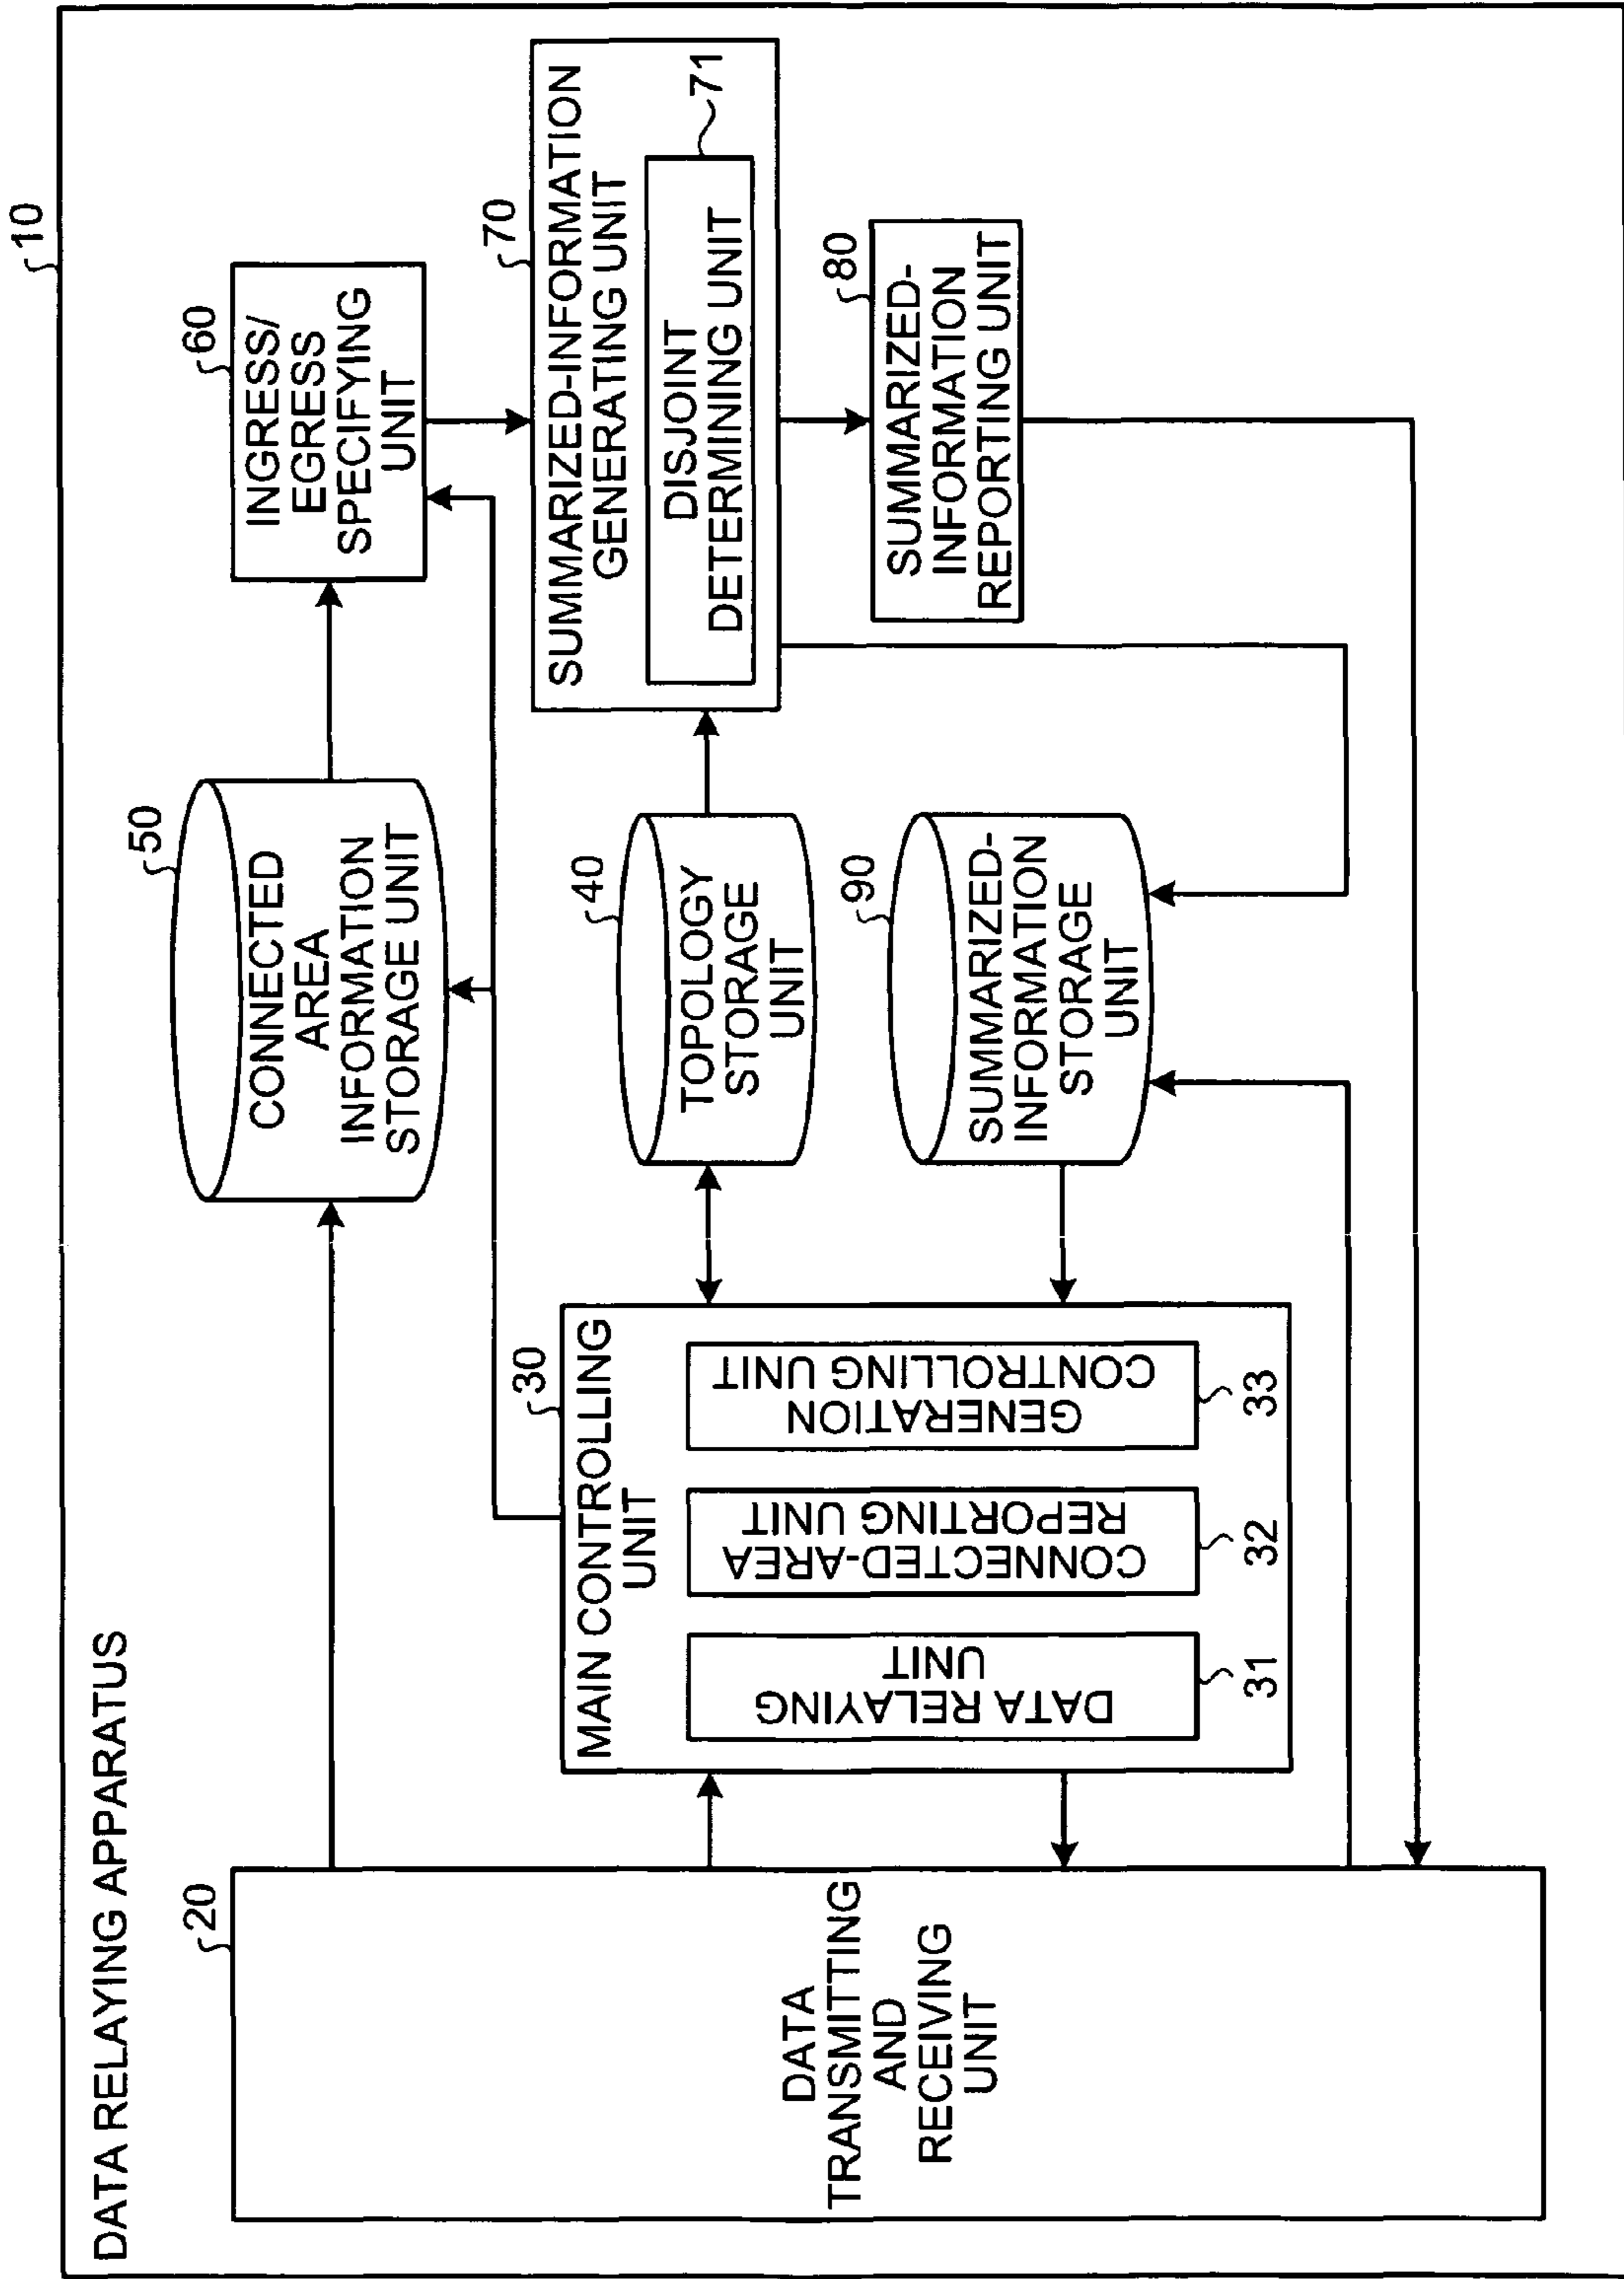 DATA RELAYING APPARATUS
10
20
DATA
TRANSMITTING
AND
RECEIVING
UNIT
50
CONNECTED
AREA
INFORMATION
STORAGE UNIT
60
INGRESS/
EGRESS
SPECIFYING
UNIT
30
MAIN CONTROLLING
UNIT
DATA RELAYING
UNIT
31
CONNECTED-AREA
REPORTING UNIT
32
GENERATION
CONTROLLING UNIT
33
40
TOPOLOGY
STORAGE
UNIT
70
SUMMARIZED-INFORMATION
GENERATING UNIT
DISJOINT
DETERMINING UNIT
71
90
SUMMARIZED-
INFORMATION
STORAGE
UNIT
80
SUMMARIZED-
INFORMATION
REPORTING UNIT